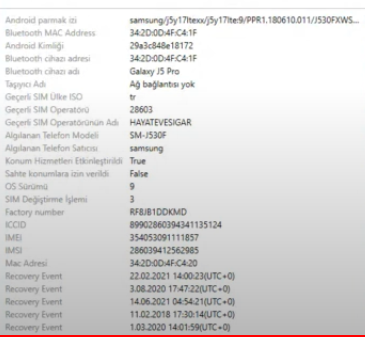 Android parmak izi samsung/j5y17ltexx/j5y17lte:9/PPR1.180610.011/J530FXWS...
Bluetooth MAC Address 34:2D:0D:4F:C4:1F
Android Kimliği 29a3c848e18172
Bluetooth cihazı adresi 34:2D:0D:4F:C4:1F
Bluetooth cihazı adı Galaxy J5 Pro
Taşıyıcı Adı Ağ bağlantısı yok
Geçerli SIM Ülke ISO tr
Geçerli SIM Operatörü 28603
Geçerli SIM Operatörünün Adı HAYATEVESIGAR
Algılanan Telefon Modeli SM-J530F
Algılanan Telefon Satıcısı samsung
Konum Hizmetleri Etkinleştirildi True
Sahte konumlara izin verildi False
OS Sürümü 9
SIM Değiştirme İşlemi 3
Factory number RF8JB1DDKMD
ICCID 89902860394341135124
IMEI 354053091111857
IMSI 286039412562985
Mac Adresi 34:2D:0D:4F:C4:20
Recovery Event 22.02.2021 14:00:23(UTC+0)
Recovery Event 3.08.2020 17:47:22(UTC+0)
Recovery Event 14.06.2021 04:54:21(UTC+0)
Recovery Event 11.02.2018 17:30:14(UTC+0)
Recovery Event 1.03.2020 14:01:59(UTC+0)